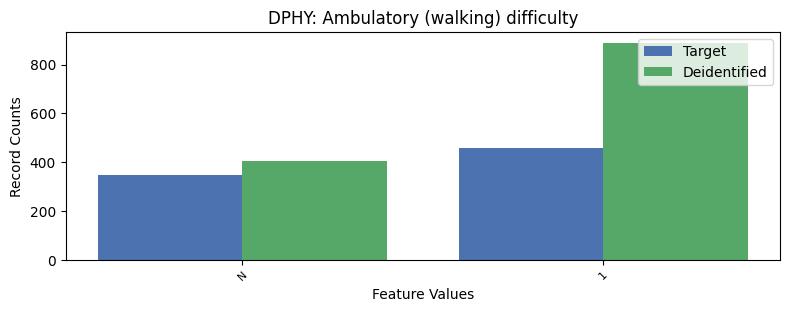 DPHY: Ambulatory (walking) difficulty
Record Counts
800
600
400
200
0
Target
Deidentified
N
1
Feature Values